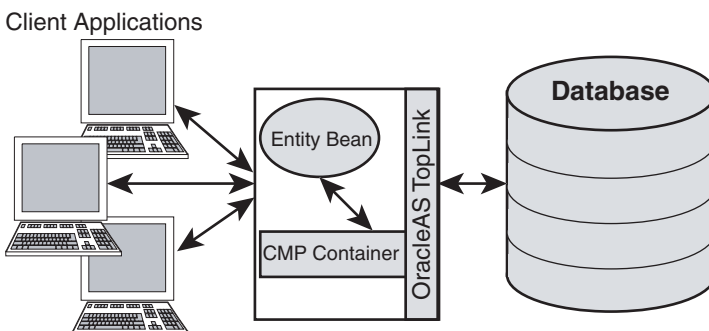 Client Applications
Entity Bean
CMP Container
OracleAS TopLink
Database